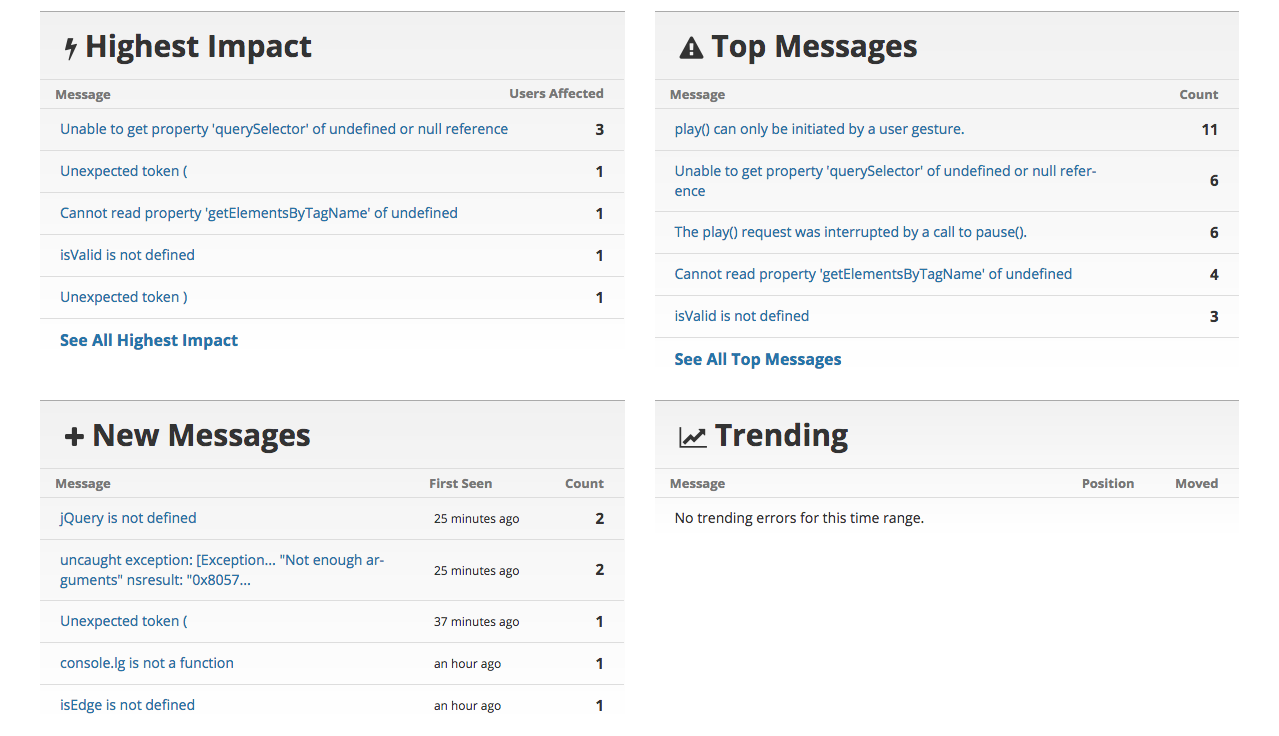 Highest Impact
Message Users Affected
Unable to get property 'querySelector' of undefined or null reference 3
Unexpected token ( 1
Cannot read property 'getElementsByTagName' of undefined 1
isValid is not defined 1
Unexpected token ) 1
See All Highest Impact
Top Messages
Message Count
play() can only be initiated by a user gesture. 11
Unable to get property 'querySelector' of undefined or null refer-
ence 6
The play() request was interrupted by a call to pause(). 6
Cannot read property 'getElementsByTagName' of undefined 4
isValid is not defined 3
See All Top Messages
New Messages
Message First Seen Count
jQuery is not defined 25 minutes ago 2
uncaught exception: [Exception... "Not enough ar-
guments" nsresult: "0x8057... 25 minutes ago 2
Unexpected token ( 37 minutes ago 1
console.lg is not a function an hour ago 1
isEdge is not defined an hour ago 1
Trending
Message Position Moved
No trending errors for this time range.